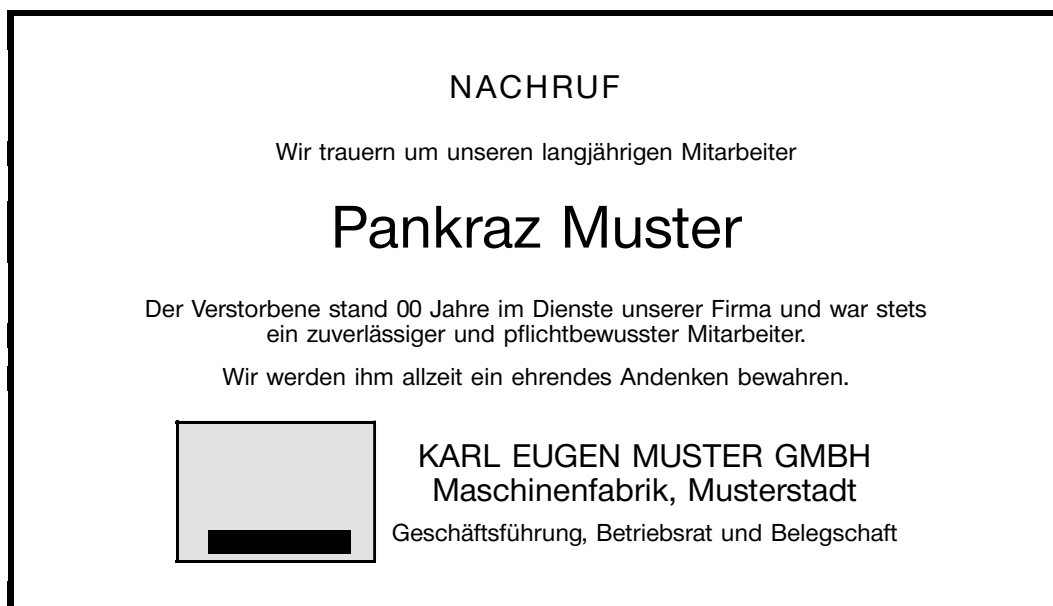 NACHRUF
Wir trauern um unseren langjährigen Mitarbeiter
Pankraz Muster
Der Verstorbene stand 00 Jahre im Dienste unserer Firma und war stets
ein zuverlässiger und pflichtbewusster Mitarbeiter.
Wir werden ihm allzeit ein ehrendes Andenken bewahren.
KARL EUGEN MUSTER GMBH
Maschinenfabrik, Musterstadt
Geschäftsführung, Betriebsrat und Belegschaft